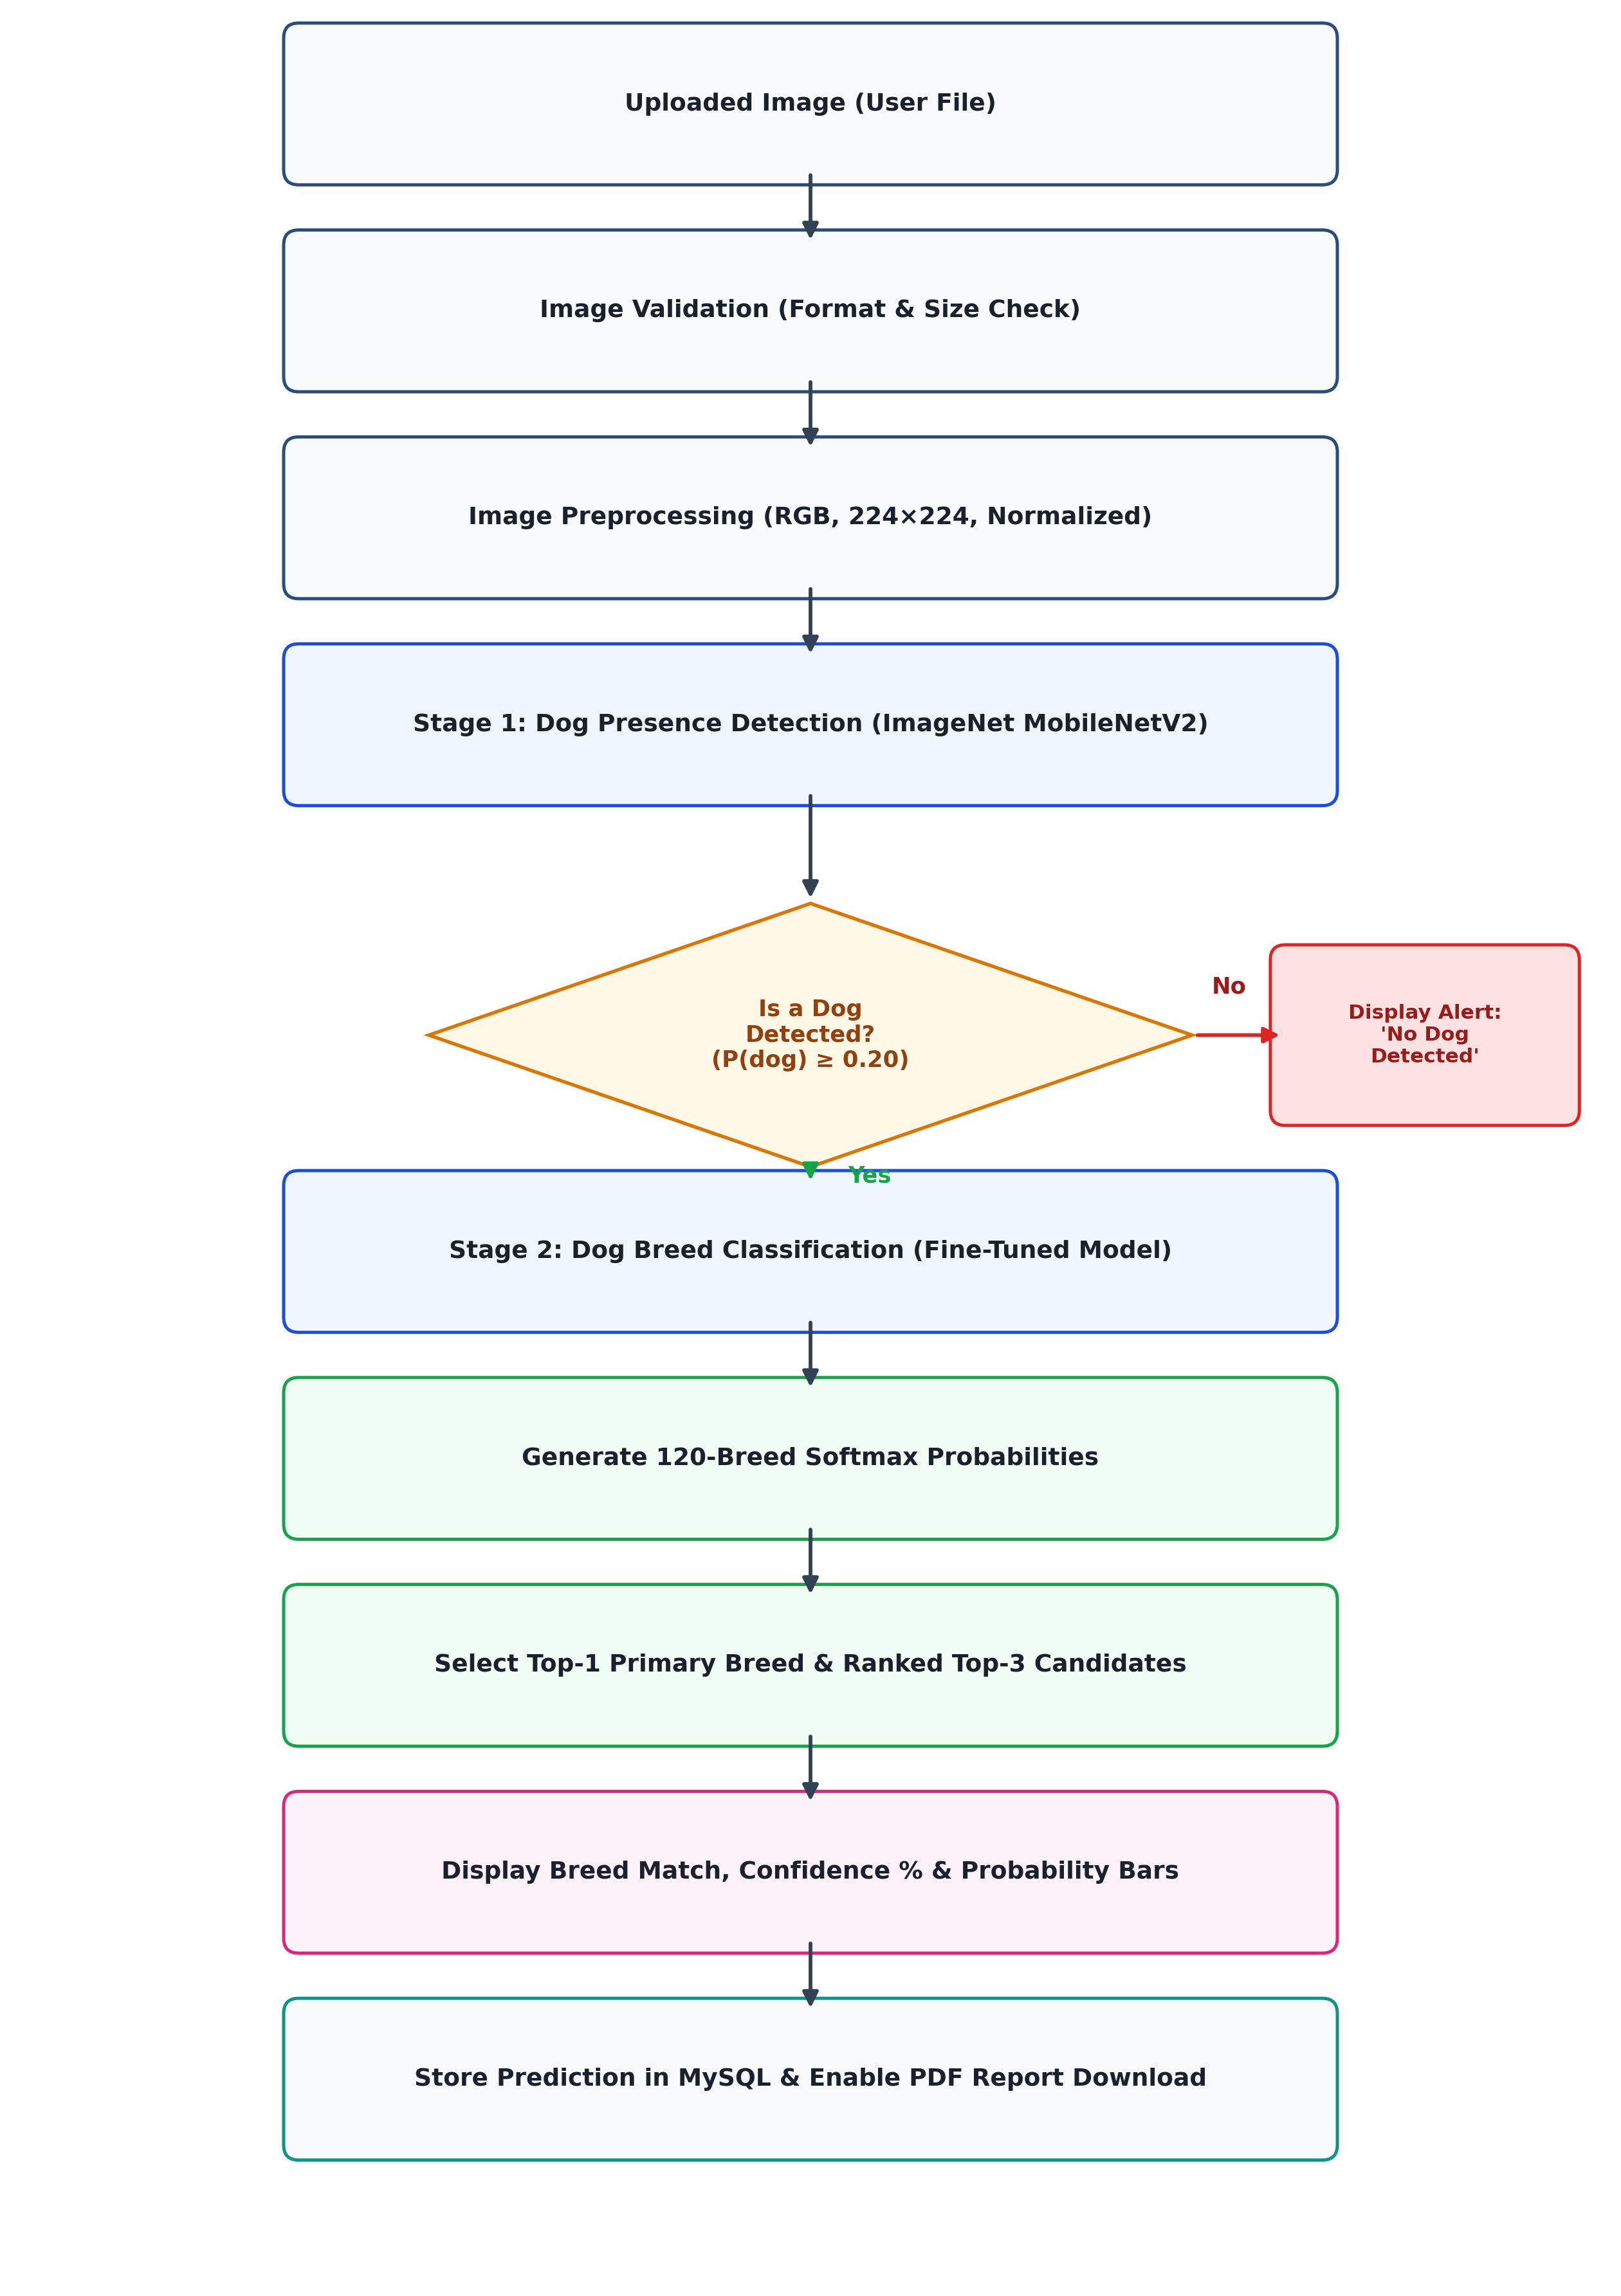 Uploaded Image (User File)
Image Validation (Format & Size Check)
Image Preprocessing (RGB, 224×224, Normalized)
Stage 1: Dog Presence Detection (ImageNet MobileNetV2)
Is a Dog
Detected?
(P(dog) ≥ 0.20)
No
Display Alert:
'No Dog
Detected'
Yes
Stage 2: Dog Breed Classification (Fine-Tuned Model)
Generate 120-Breed Softmax Probabilities
Select Top-1 Primary Breed & Ranked Top-3 Candidates
Display Breed Match, Confidence % & Probability Bars
Store Prediction in MySQL & Enable PDF Report Download